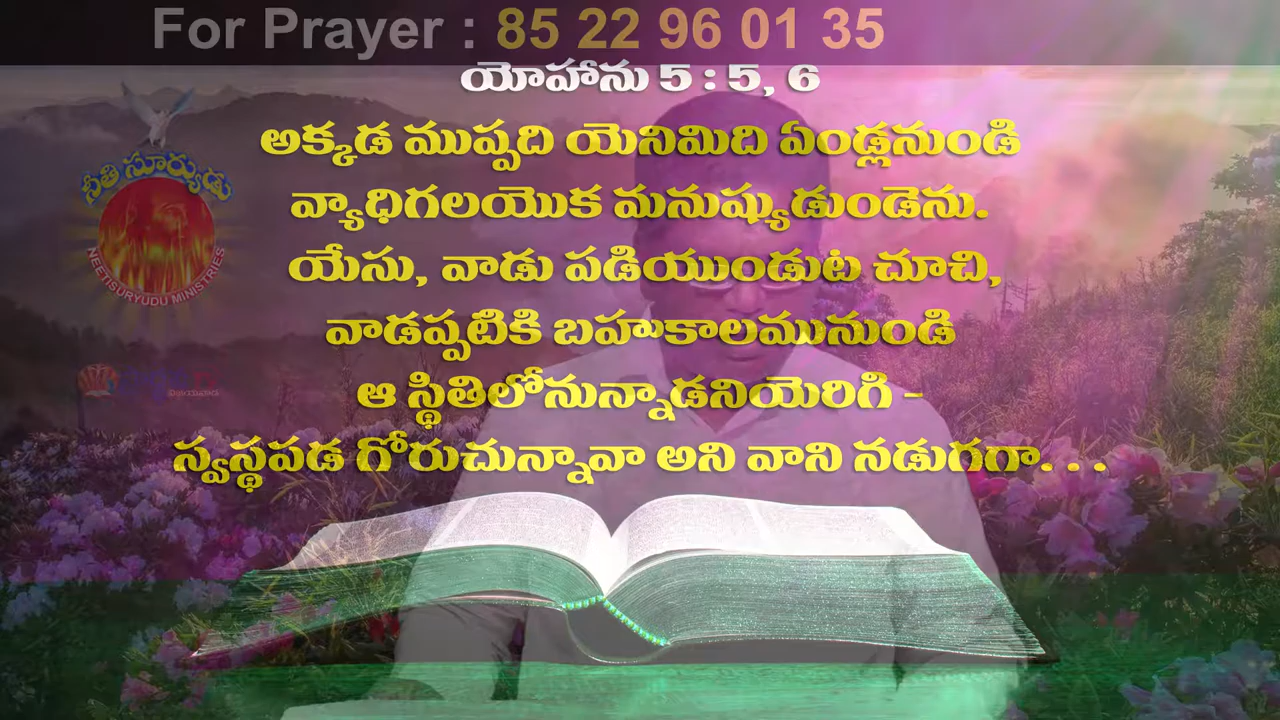 For Prayer : 85 22 96 01 35
యోహాను 5 : 5, 6
అక్కడ ముప్పది యెనిమిది ఏండ్లనుండి
వ్యాధిగలయొక మనుష్యుడుండెను.
యేసు, వాడు పడియుండుట చూచి,
వాడప్పటికి బహుకాలమునుండి
ఆ స్థితిలోనున్నాడనియెరిగి -
స్వస్థపడ గోరుచున్నావా అని వాని నడుగగా. . .
నీతి సూర్యుడు
NEETISURYUDU MINISTRIES